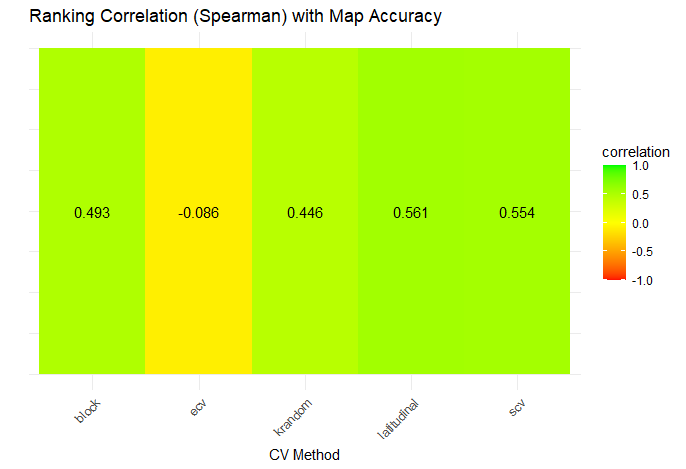 Ranking Correlation (Spearman) with Map Accuracy
correlation
1.0
0.5
0.0
-0.5
-1.0
0.493 -0.086 0.446 0.561 0.554
block ecv krandom latitudinal scv
CV Method